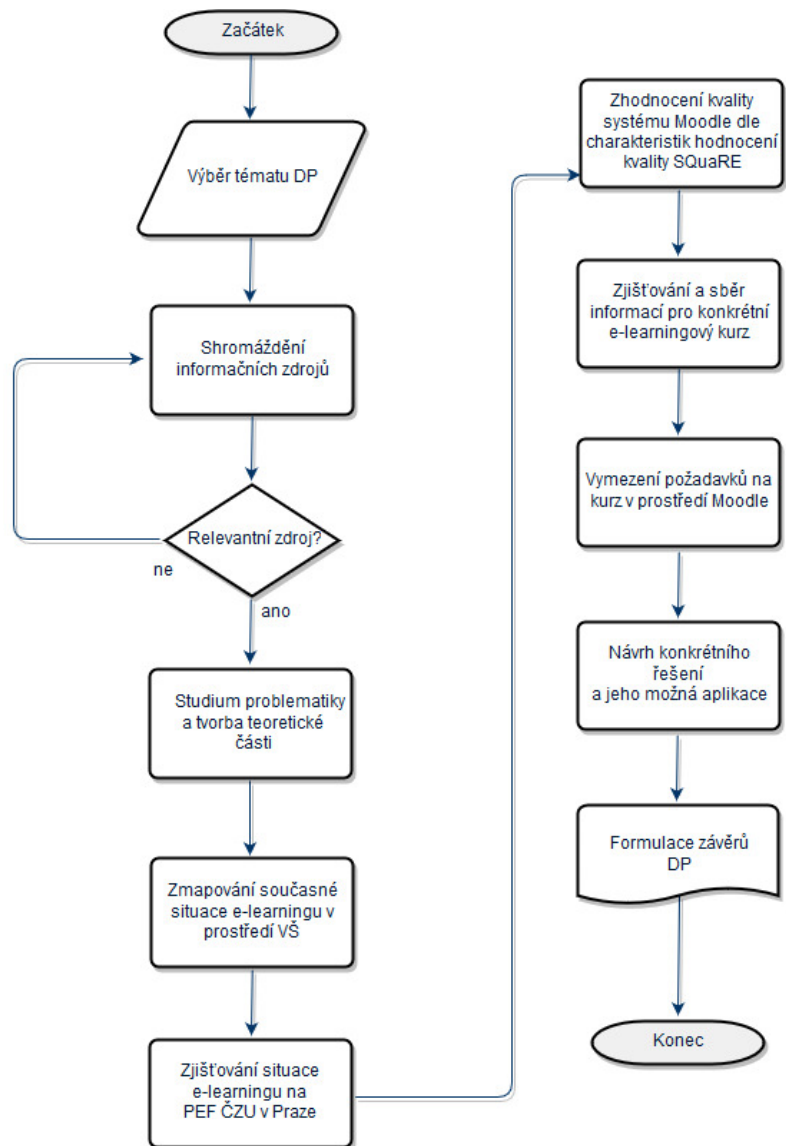 Začátek
Výběr tématu DP
Shromáždění
informačních zdrojů
Relevantní zdroj?
ne
ano
Studium problematiky
a tvorba teoretické
části
Zmapování současné
situace e-learningu v
prostředí VŠ
Zjišťování situace
e-learningu na
PEF ČZU v Praze
Zhodnocení kvality
systému Moodle dle
charakteristik hodnocení
kvality SQuaRE
Zjišťování a sběr
informací pro konkrétní
e-learningový kurz
Vymezení požadavků na
kurz v prostředí Moodle
Návrh konkrétního
řešení
a jeho možná aplikace
Formulace závěrů
DP
Konec